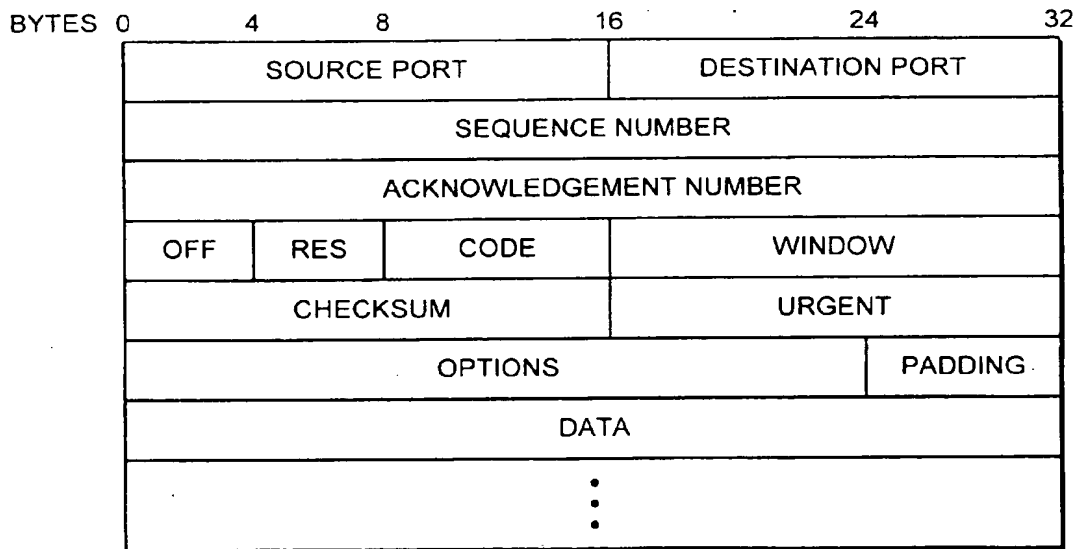 BYTES 0 4 8 16 24 32
SOURCE PORT DESTINATION PORT
SEQUENCE NUMBER
ACKNOWLEDGEMENT NUMBER
OFF RES CODE WINDOW
CHECKSUM URGENT
OPTIONS PADDING
DATA